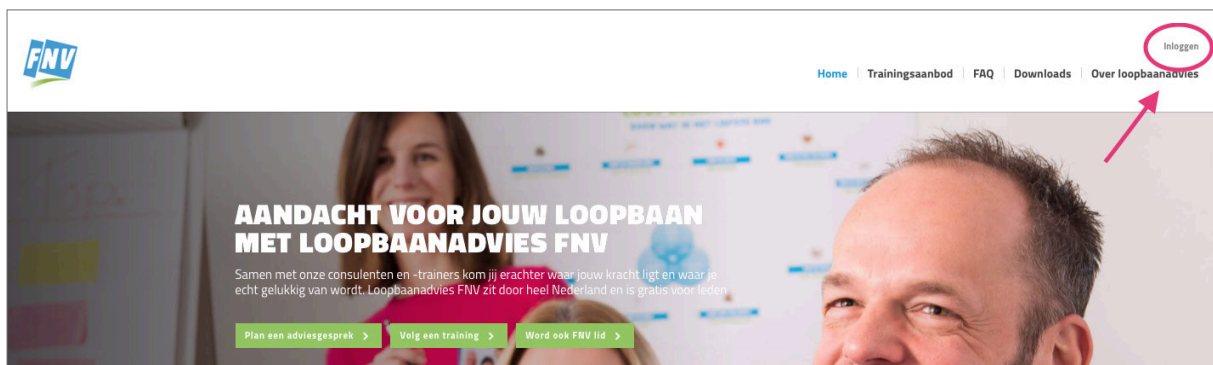 FNV
Inloggen
Home Trainingsaanbod FAQ Downloads Over loopbaanadvies
AANDACHT VOOR JOUW LOOPBAAN
MET LOOPBAANADVIES FNV
Samen met onze consulenten en -trainers kom jij erachter waar jouw kracht ligt en waar je
echt gelukkig van wordt. Loopbaanadvies FNV zit door heel Nederland en is gratis voor leden
Plan een adviesgesprek > Volg een training > Word ook FNV lid >